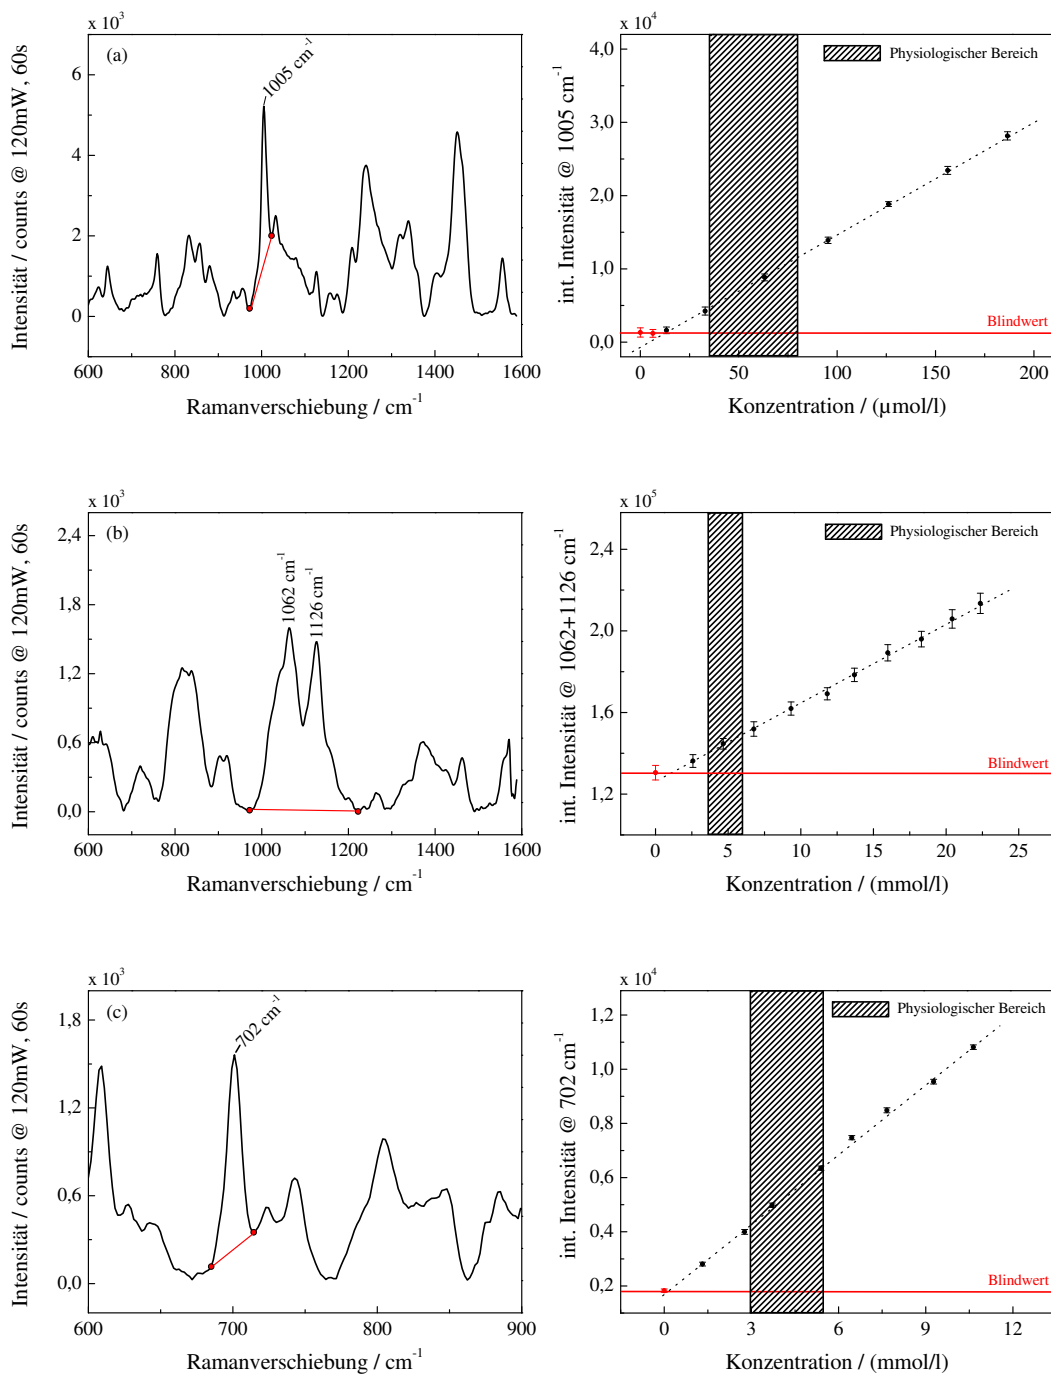 x 10³
(a)
1005 cm⁻¹
Intensität / counts @ 120mW, 60s
6
4
2
0
600 800 1000 1200 1400 1600
Ramanverschiebung / cm⁻¹
x 10⁴
Physiologischer Bereich
int. Intensität @ 1005 cm⁻¹
4,0
3,0
2,0
1,0
0,0
Blindwert
0 50 100 150 200
Konzentration / (µmol/l)
x 10³
(b)
1062 cm⁻¹
1126 cm⁻¹
Intensität / counts @ 120mW, 60s
2,4
1,8
1,2
0,6
0,0
600 800 1000 1200 1400 1600
Ramanverschiebung / cm⁻¹
x 10⁵
Physiologischer Bereich
int. Intensität @ 1062+1126 cm⁻¹
2,4
2,0
1,6
1,2
Blindwert
0 5 10 15 20 25
Konzentration / (mmol/l)
x 10³
(c)
702 cm⁻¹
Intensität / counts @ 120mW, 60s
1,8
1,2
0,6
0,0
600 700 800 900
Ramanverschiebung / cm⁻¹
x 10⁴
Physiologischer Bereich
int. Intensität @ 702 cm⁻¹
1,2
1,0
0,8
0,6
0,4
0,2
Blindwert
0 3 6 9 12
Konzentration / (mmol/l)